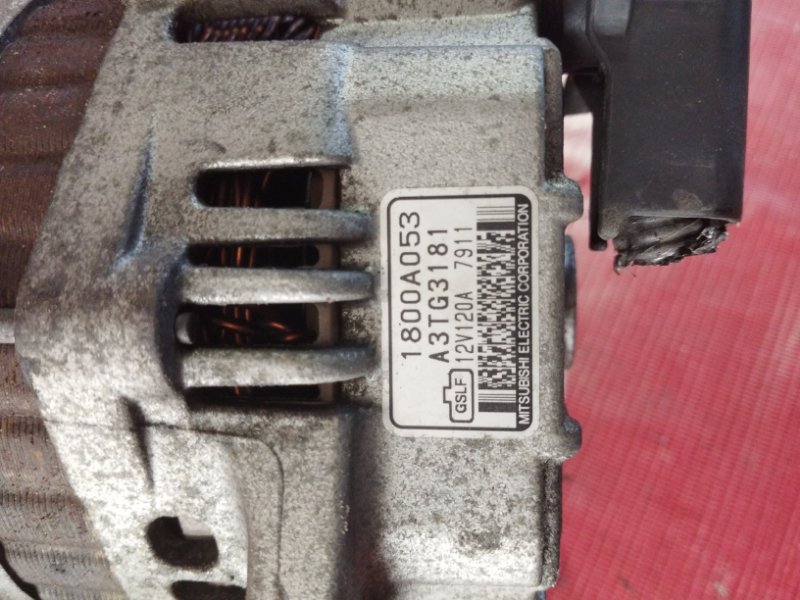 1800A053
A3TG3181
12V120A 7911
GSLF
MITSUBISHI ELECTRIC CORPORATION